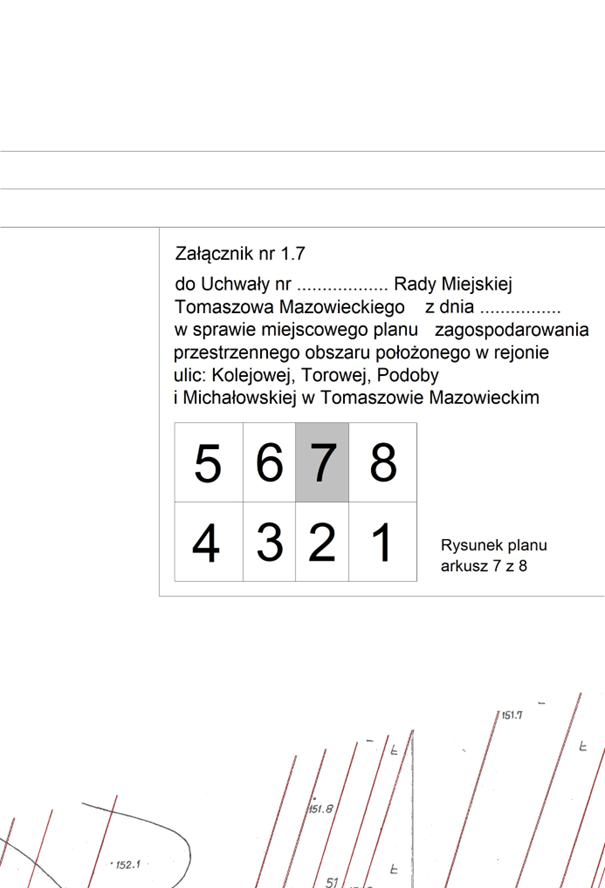 Załącznik nr 1.7
do Uchwały nr .................. Rady Miejskiej
Tomaszowa Mazowieckiego z dnia ................
w sprawie miejscowego planu zagospodarowania
przestrzennego obszaru położonego w rejonie
ulic: Kolejowej, Torowej, Podoby
i Michałowskiej w Tomaszowie Mazowieckim
5 6 7 8
4 3 2 1
Rysunek planu
arkusz 7 z 8
151.7
Ł
Ł
151.8
152.1
Ł
51